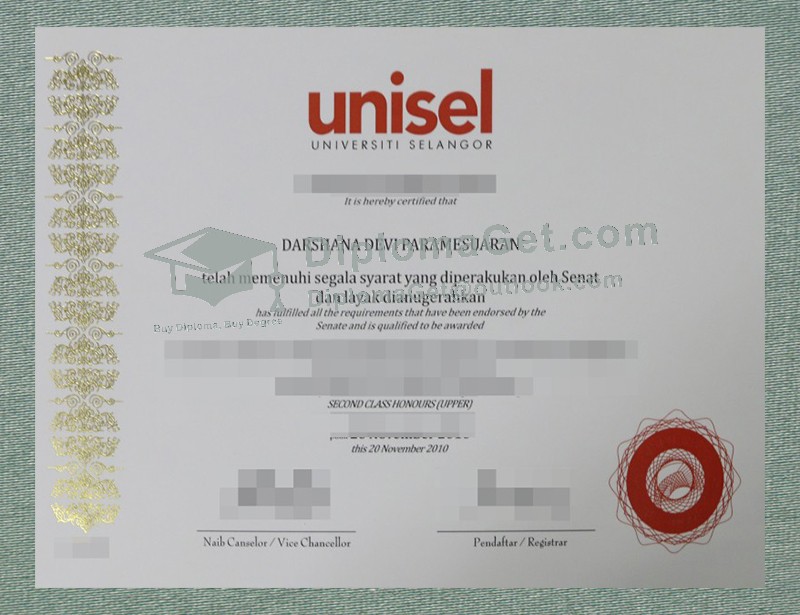 unisel
UNIVERSITI SELANGOR
It is hereby certified that
DARSHANA DEVI PARAMESUARAN
DiplomaGet.com
telah memenuhi segala syarat yang diperakukan oleh Senat
dan layak dianugerahkan
DiplomaGet@outlook.com
has fulfilled all the requirements that have been endorsed by the
Buy Diploma, Buy Degree
Senate and is qualified to be awarded
SECOND CLASS HONOURS (UPPER)
this 20 November 2010
Naib Canselor / Vice Chancellor
Pendaftar / Registrar